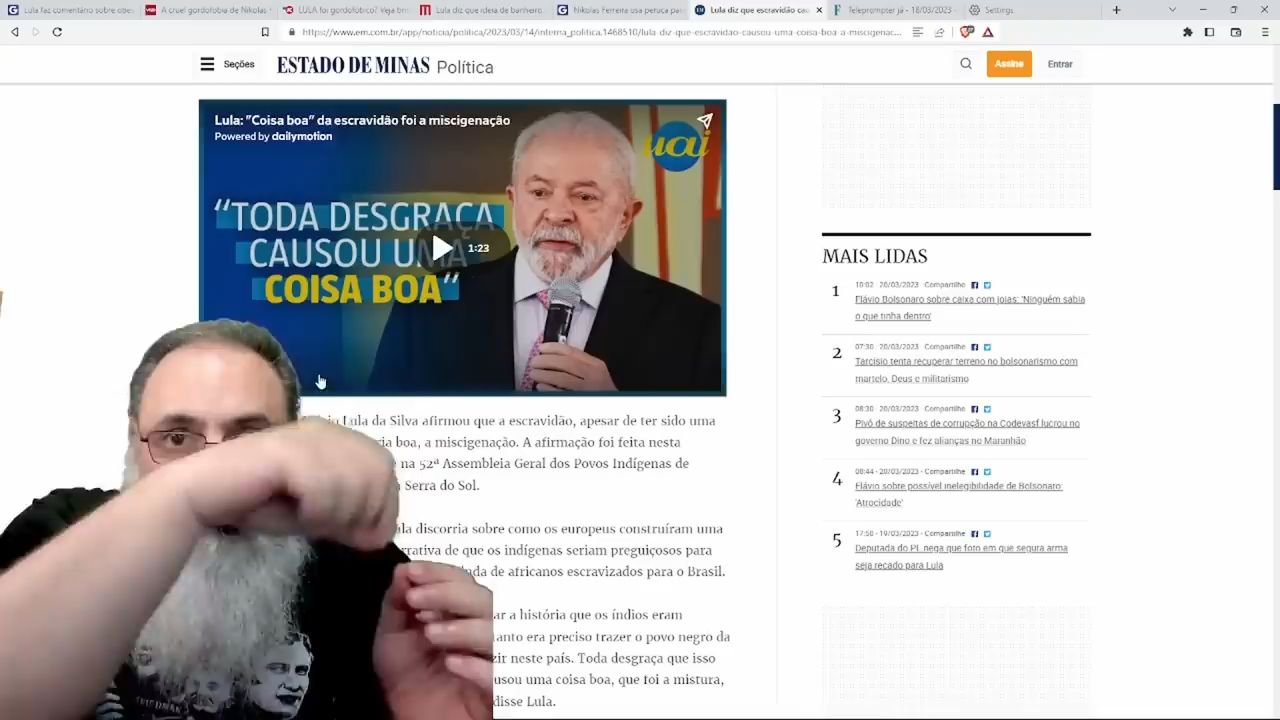 Lula faz comentário sobre obes
A cruel gordofobia de Nikolas
LULA foi gordofóbico? Veja bre
Lula diz que ideia de banheiro
Nikolas Ferreira usa peruca par
Lula diz que escravidão cau
Teleprompter já - 18/03/2023 -
Settings
https://www.em.com.br/app/noticia/politica/2023/03/14/interna_politica,1468510/lula-diz-que-escravidao-causou-uma-coisa-boa-a-miscigenac...
Seções
ESTADO DE MINAS Política
Assine
Entrar
Lula: "Coisa boa" da escravidão foi a miscigenação
Powered by dailymotion
uai
"TODA DESGRAÇA
CAUSOU UMA
COISA BOA"
1:23
Lula da Silva afirmou que a escravidão, apesar de ter sido uma
boa, a miscigenação. A afirmação foi feita nesta
na 52ª Assembleia Geral dos Povos Indígenas de
Serra do Sol.
discorria sobre como os europeus construíram uma
rrativa de que os indígenas seriam preguiçosos para
de africanos escravizados para o Brasil.
ar a história que os índios eram
anto era preciso trazer o povo negro da
zir neste país. Toda desgraça que isso
usou uma coisa boa, que foi a mistura,
disse Lula.
MAIS LIDAS
1
10:02 - 20/03/2023 - Compartilhe
Flávio Bolsonaro sobre caixa com joias: 'Ninguém sabia
o que tinha dentro'
2
07:30 - 20/03/2023 - Compartilhe
Tarcísio tenta recuperar terreno no bolsonarismo com
martelo, Deus e militarismo
3
08:30 - 20/03/2023 - Compartilhe
Pivô de suspeitas de corrupção na Codevasf lucrou no
governo Dino e fez alianças no Maranhão
4
08:44 - 20/03/2023 - Compartilhe
Flávio sobre possível inelegibilidade de Bolsonaro:
'Atrocidade'
5
17:50 - 19/03/2023 - Compartilhe
Deputada do PL nega que foto em que segura arma
seja recado para Lula